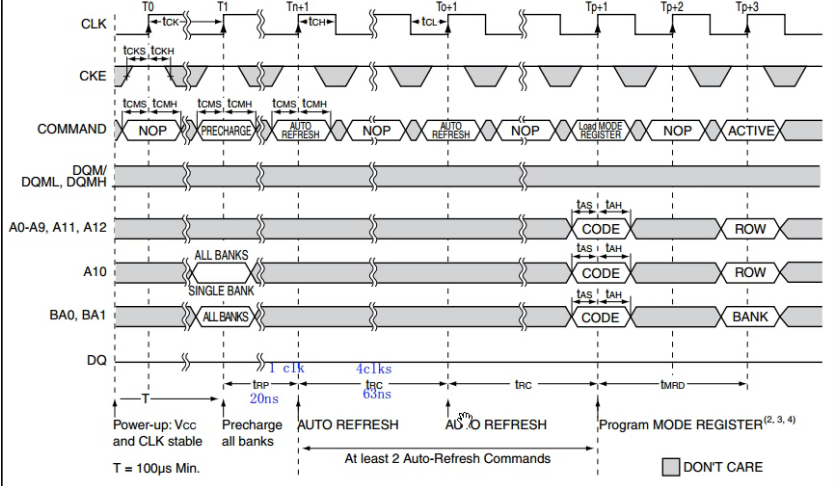 T0 T1 Tn+1 To+1 Tp+1 Tp+2 Tp+3
CLK tCK tCH tCL
tCKS tCKH
CKE
tCMS tCMH tCMS tCMH tCMS tCMH
COMMAND NOP PRECHARGE AUTO REFRESH NOP AUTO REFRESH NOP Load MODE REGISTER NOP ACTIVE
DQM/
DQML, DQMH
tAS tAH
A0-A9, A11, A12 CODE ROW
ALL BANKS tAS tAH
A10 CODE ROW
SINGLE BANK tAS tAH
BA0, BA1 ALL BANKS CODE BANK
DQ
1 clk 4clks
T tRP tRC tRC tMRD
20ns 63ns
Power-up: VCC
and CLK stable
T = 100µs Min.
Precharge
all banks
AUTO REFRESH
AUTO REFRESH
Program MODE REGISTER(2, 3, 4)
At least 2 Auto-Refresh Commands
DON'T CARE